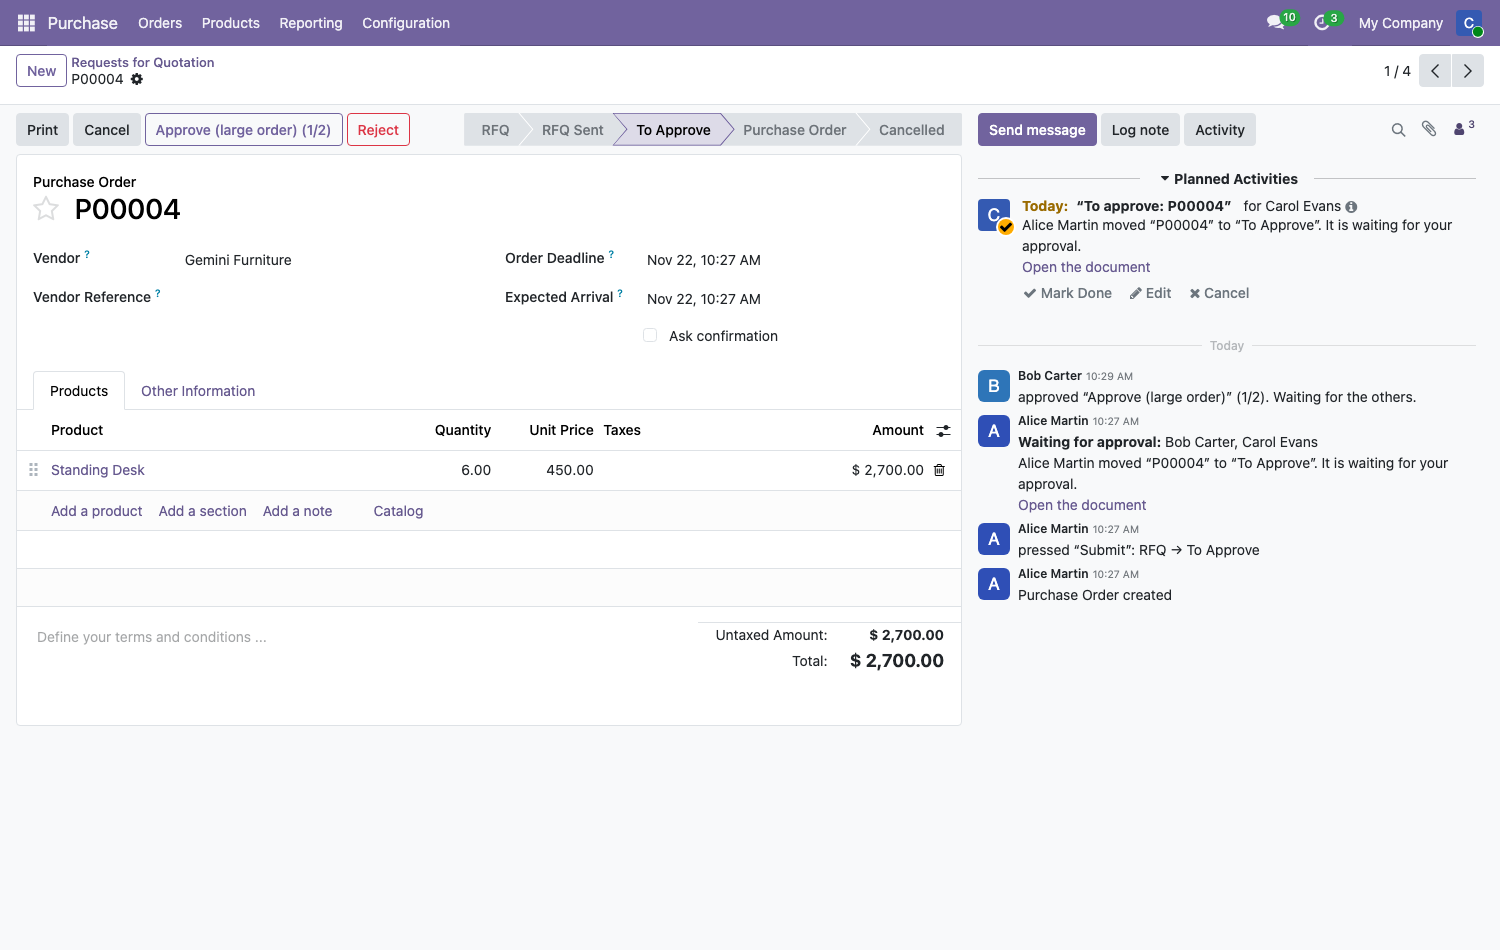 Purchase Orders Products Reporting Configuration 10 3 My Company C
New Requests for Quotation
P00004
1 / 4
Print Cancel Approve (large order) (1/2) Reject RFQ RFQ Sent To Approve Purchase Order Cancelled
Send message Log note Activity 3
Purchase Order
P00004
Vendor ? Gemini Furniture
Order Deadline ? Nov 22, 10:27 AM
Vendor Reference ?
Expected Arrival ? Nov 22, 10:27 AM
Ask confirmation
Products Other Information
Product Quantity Unit Price Taxes Amount
Standing Desk 6.00 450.00 $ 2,700.00
Add a product Add a section Add a note Catalog
Define your terms and conditions ...
Untaxed Amount: $ 2,700.00
Total: $ 2,700.00
Planned Activities
C
Today: “To approve: P00004” for Carol Evans
Alice Martin moved “P00004” to “To Approve”. It is waiting for your
approval.
Open the document
Mark Done Edit Cancel
Today
B
Bob Carter 10:29 AM
approved “Approve (large order)” (1/2). Waiting for the others.
A
Alice Martin 10:27 AM
Waiting for approval: Bob Carter, Carol Evans
Alice Martin moved “P00004” to “To Approve”. It is waiting for your
approval.
Open the document
A
Alice Martin 10:27 AM
pressed “Submit”: RFQ → To Approve
A
Alice Martin 10:27 AM
Purchase Order created